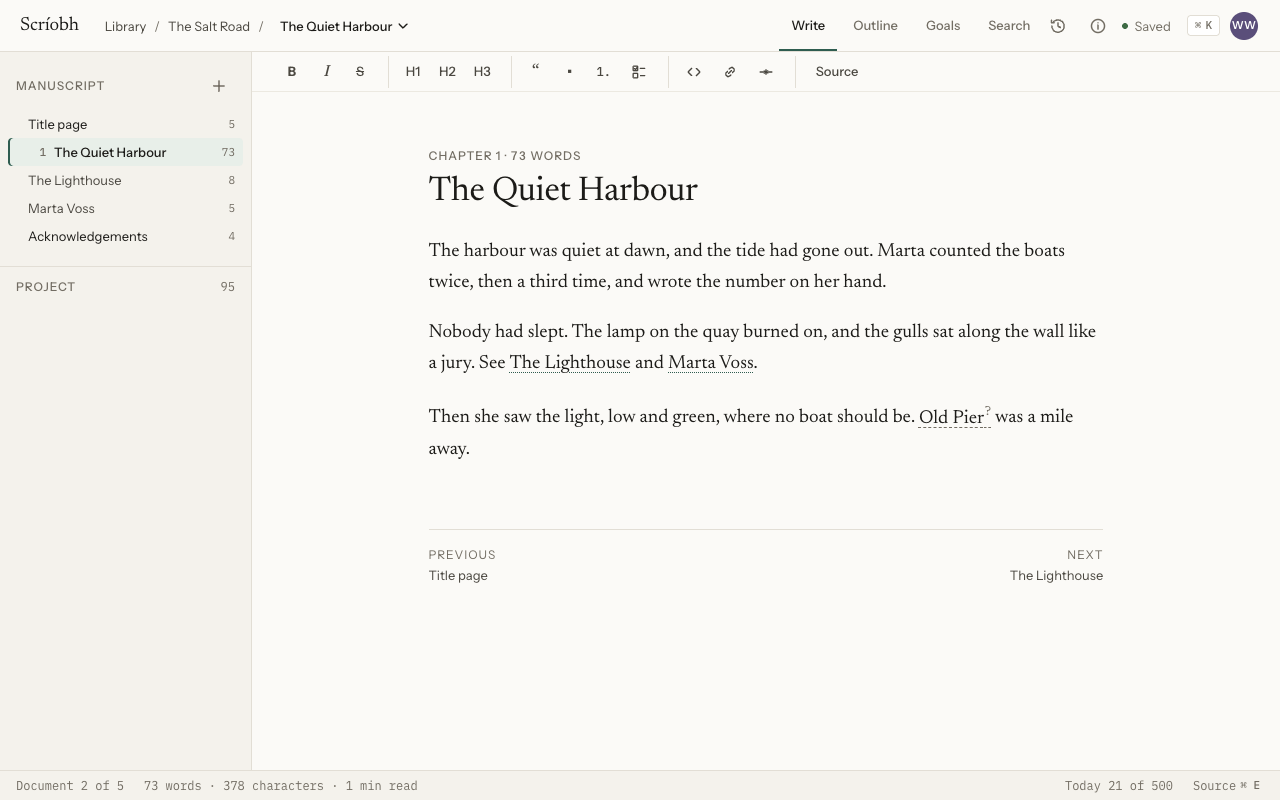 Scríobh Library / The Salt Road / The Quiet Harbour Write Outline Goals Search Saved ⌘ K WW
B I S H1 H2 H3 “ ▪ 1. Source
MANUSCRIPT
Title page 5
1 The Quiet Harbour 73
The Lighthouse 8
Marta Voss 5
Acknowledgements 4
PROJECT 95
CHAPTER 1 · 73 WORDS
The Quiet Harbour
The harbour was quiet at dawn, and the tide had gone out. Marta counted the boats
twice, then a third time, and wrote the number on her hand.
Nobody had slept. The lamp on the quay burned on, and the gulls sat along the wall like
a jury. See The Lighthouse and Marta Voss.
Then she saw the light, low and green, where no boat should be. Old Pier? was a mile
away.
PREVIOUS
Title page
NEXT
The Lighthouse
Document 2 of 5 73 words · 378 characters · 1 min read Today 21 of 500 Source ⌘ E